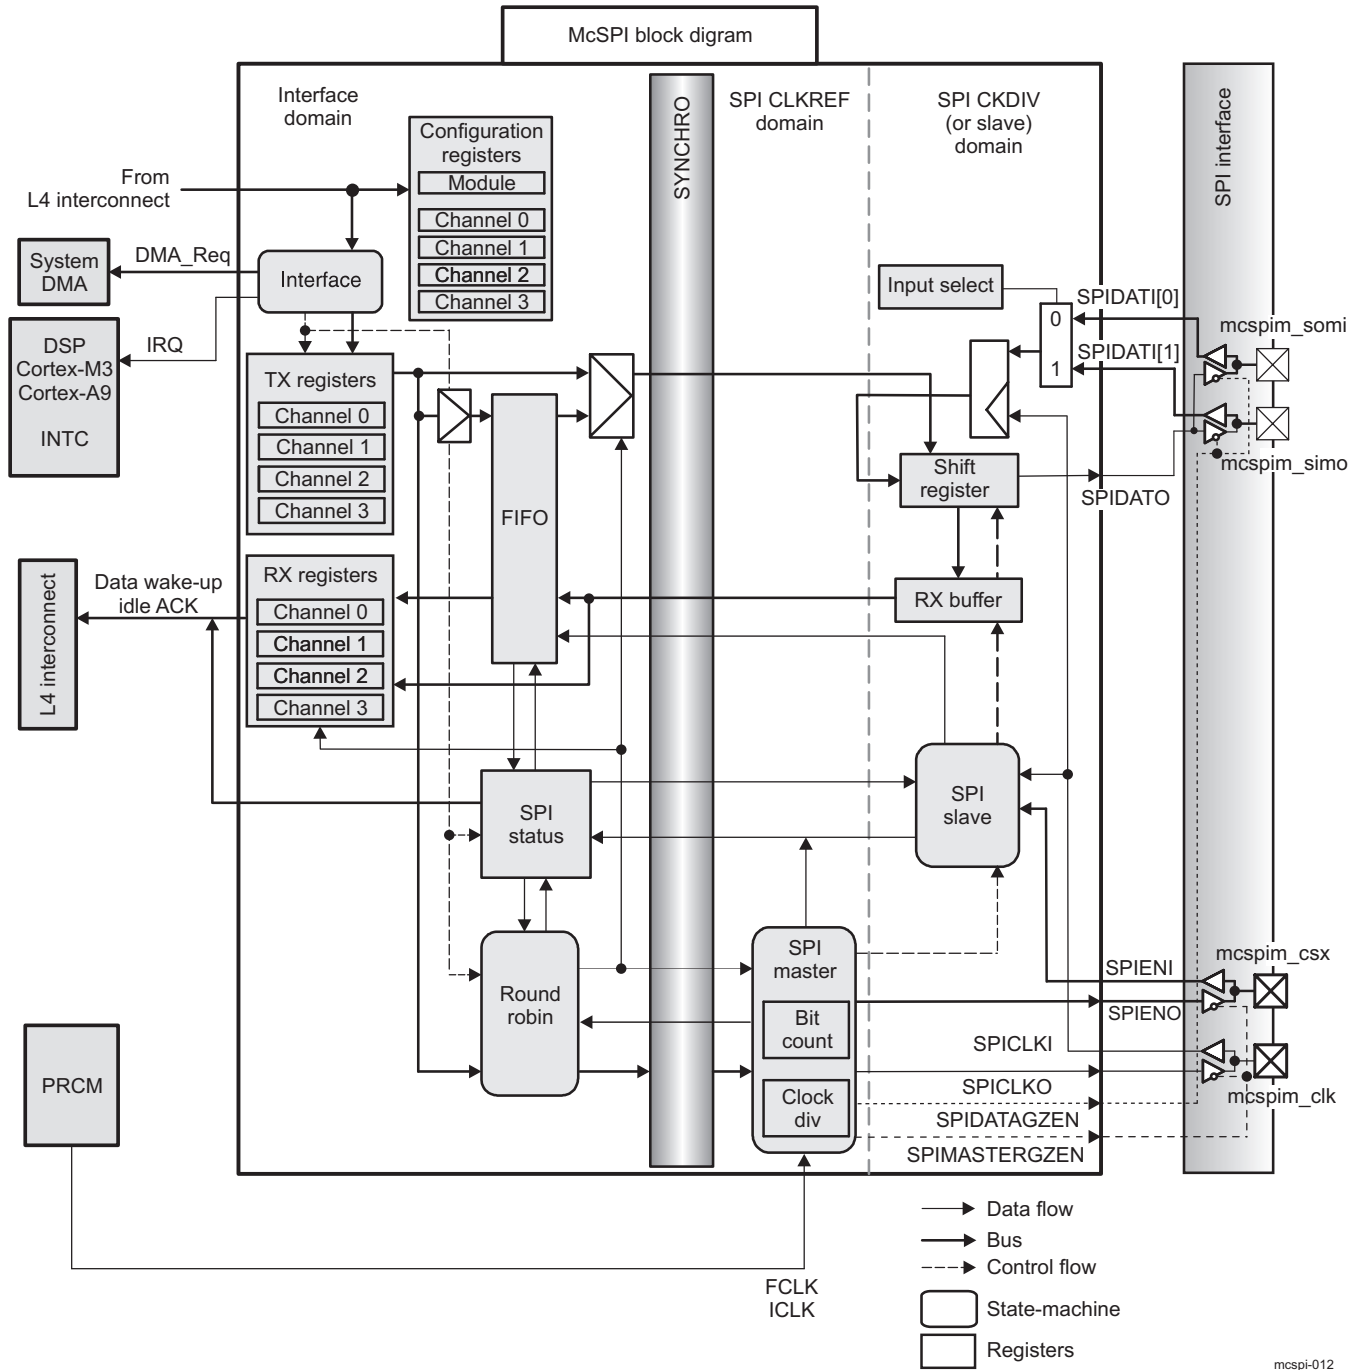 McSPI block digram
Interface
domain
SPI CLKREF
domain
SPI CKDIV
(or slave)
domain
SYNCHRO
SPI interface
Configuration
registers
Module
Channel 0
Channel 1
Channel 2
Channel 3
From
L4 interconnect
System
DMA
DMA_Req
Interface
DSP
Cortex-M3
Cortex-A9
INTC
IRQ
TX registers
Channel 0
Channel 1
Channel 2
Channel 3
FIFO
Input select
0
1
SPIDATI[0]
SPIDATI[1]
mcspim_somi
mcspim_simo
Shift
register
SPIDATO
L4 interconnect
Data wake-up
idle ACK
RX registers
Channel 0
Channel 1
Channel 2
Channel 3
RX buffer
SPI
status
SPI
slave
Round
robin
SPI
master
Bit
count
Clock
div
SPIENI
SPIENO
SPICLKI
SPICLKO
SPIDATAGZEN
SPIMASTERGZEN
mcspim_csx
mcspim_clk
PRCM
FCLK
ICLK
Data flow
Bus
Control flow
State-machine
Registers
mcspi-012